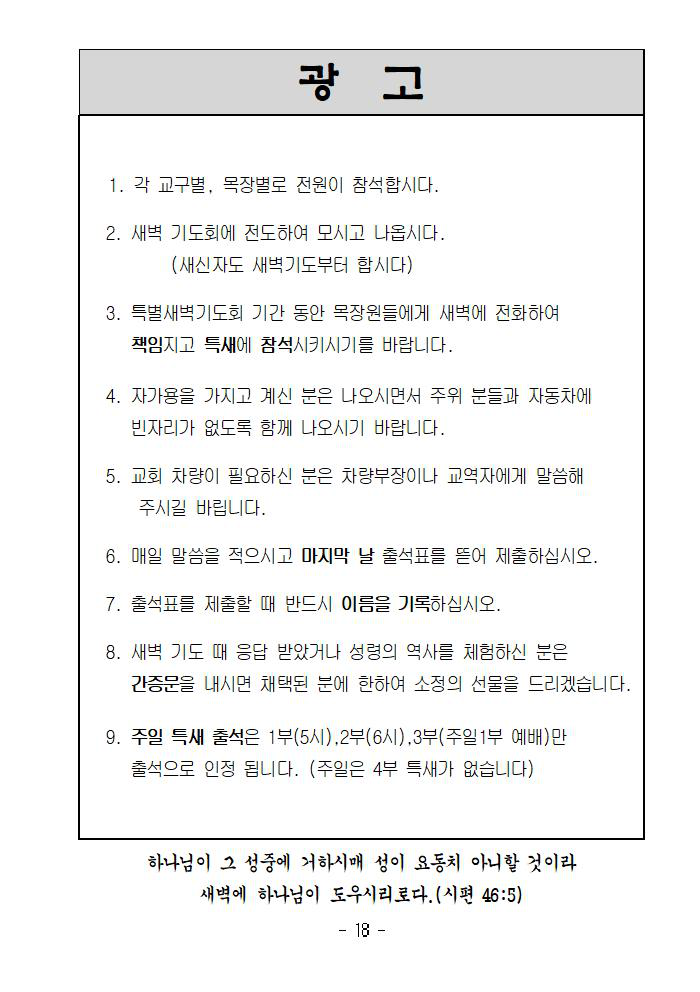 광 고
1. 각 교구별, 목장별로 전원이 참석합시다.
2. 새벽 기도회에 전도하여 모시고 나옵시다.
(새신자도 새벽기도부터 합시다)
3. 특별새벽기도회 기간 동안 목장원들에게 새벽에 전화하여
책임지고 특새에 참석시키시기를 바랍니다.
4. 자가용을 가지고 계신 분은 나오시면서 주위 분들과 자동차에
빈자리가 없도록 함께 나오시기 바랍니다.
5. 교회 차량이 필요하신 분은 차량부장이나 교역자에게 말씀해
주시길 바립니다.
6. 매일 말씀을 적으시고 마지막 날 출석표를 뜯어 제출하십시오.
7. 출석표를 제출할 때 반드시 이름을 기록하십시오.
8. 새벽 기도 때 응답 받았거나 성령의 역사를 체험하신 분은
간증문을 내시면 채택된 분에 한하여 소정의 선물을 드리겠습니다.
9. 주일 특새 출석은 1부(5시),2부(6시),3부(주일1부 예배)만
출석으로 인정 됩니다. (주일은 4부 특새가 없습니다)
하나님이 그 성중에 거하시매 성이 요동치 아니할 것이라
새벽에 하나님이 도우시리로다.(시편 46:5)
- 18 -